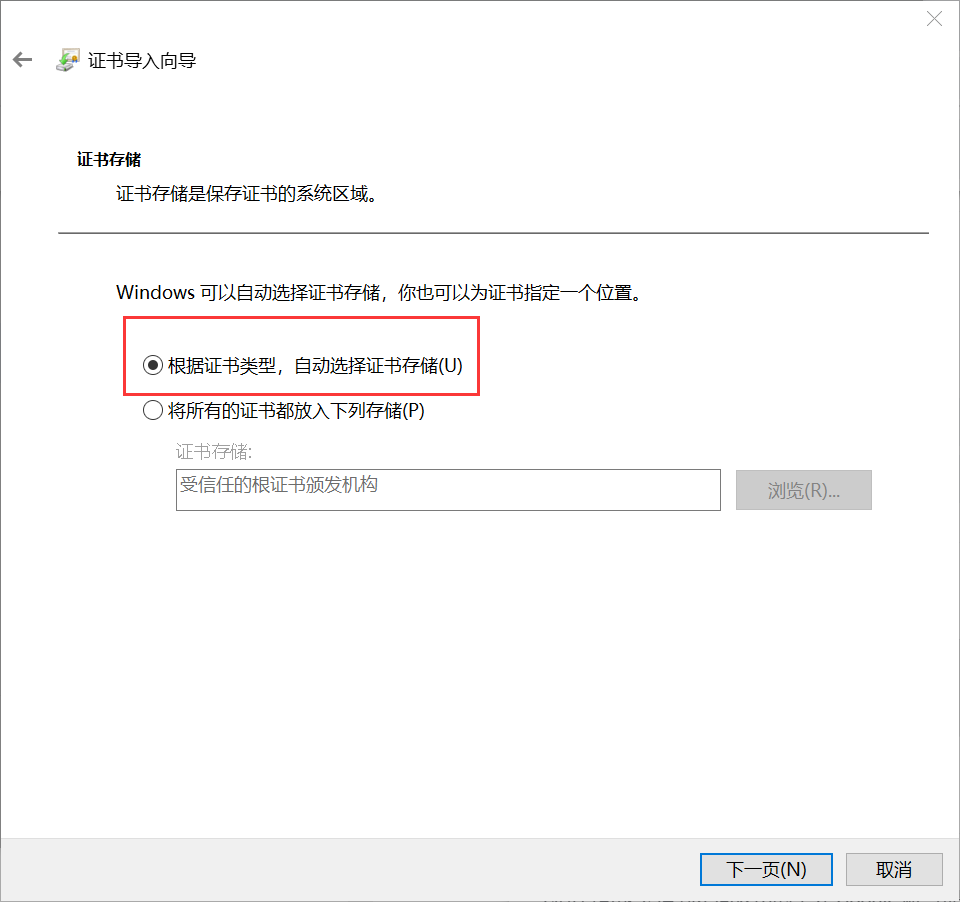 证书导入向导
证书存储
证书存储是保存证书的系统区域。
Windows 可以自动选择证书存储，你也可以为证书指定一个位置。
根据证书类型，自动选择证书存储(U)
将所有的证书都放入下列存储(P)
证书存储:
受信任的根证书颁发机构
浏览(R)...
下一页(N)
取消